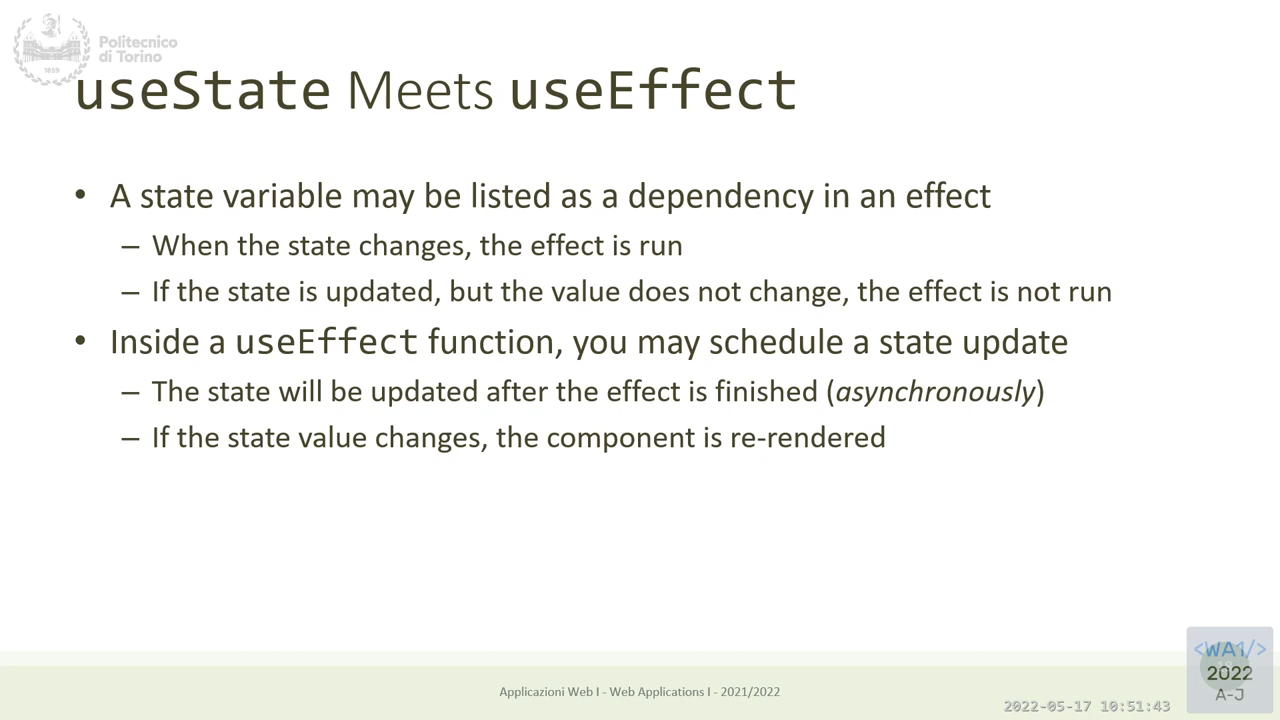 Politecnico
di Torino
1859
useState Meets useEffect
• A state variable may be listed as a dependency in an effect
– When the state changes, the effect is run
– If the state is updated, but the value does not change, the effect is not run
• Inside a useEffect function, you may schedule a state update
– The state will be updated after the effect is finished (asynchronously)
– If the state value changes, the component is re-rendered
Applicazioni Web I - Web Applications I - 2021/2022
2022-05-17 10:51:43
<WA1/>
2022
A-J